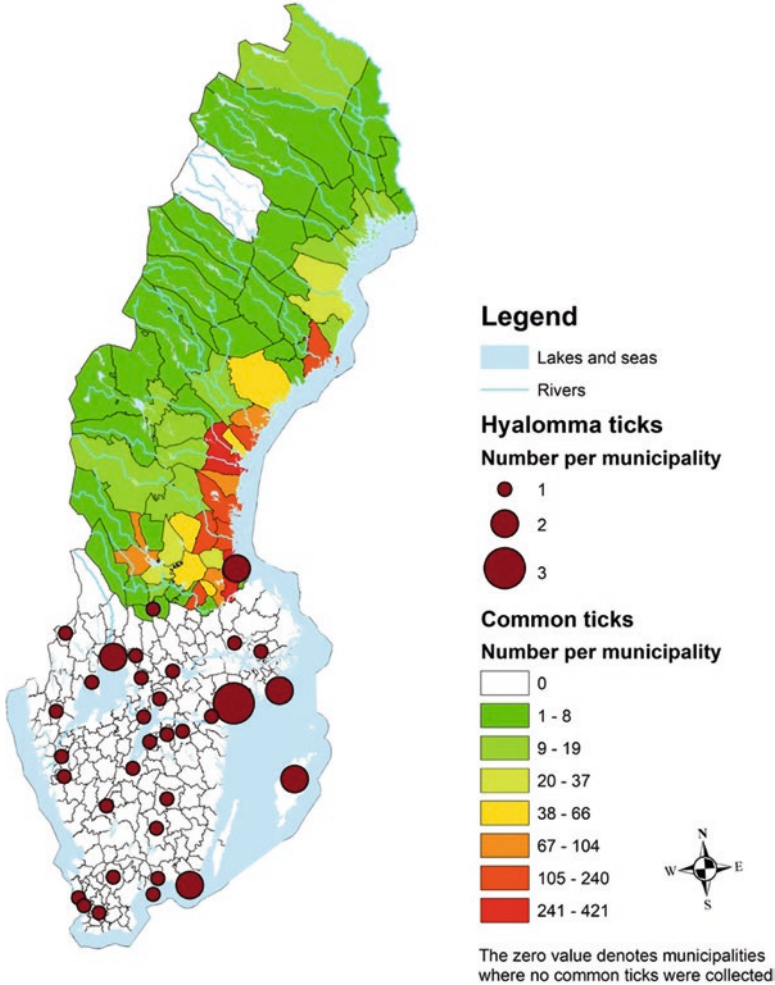 Legend
Lakes and seas
Rivers
Hyalomma ticks
Number per municipality
1
2
3
Common ticks
Number per municipality
0
1 - 8
9 - 19
20 - 37
38 - 66
67 - 104
105 - 240
241 - 421
N
W E
S
The zero value denotes municipalities
where no common ticks were collected